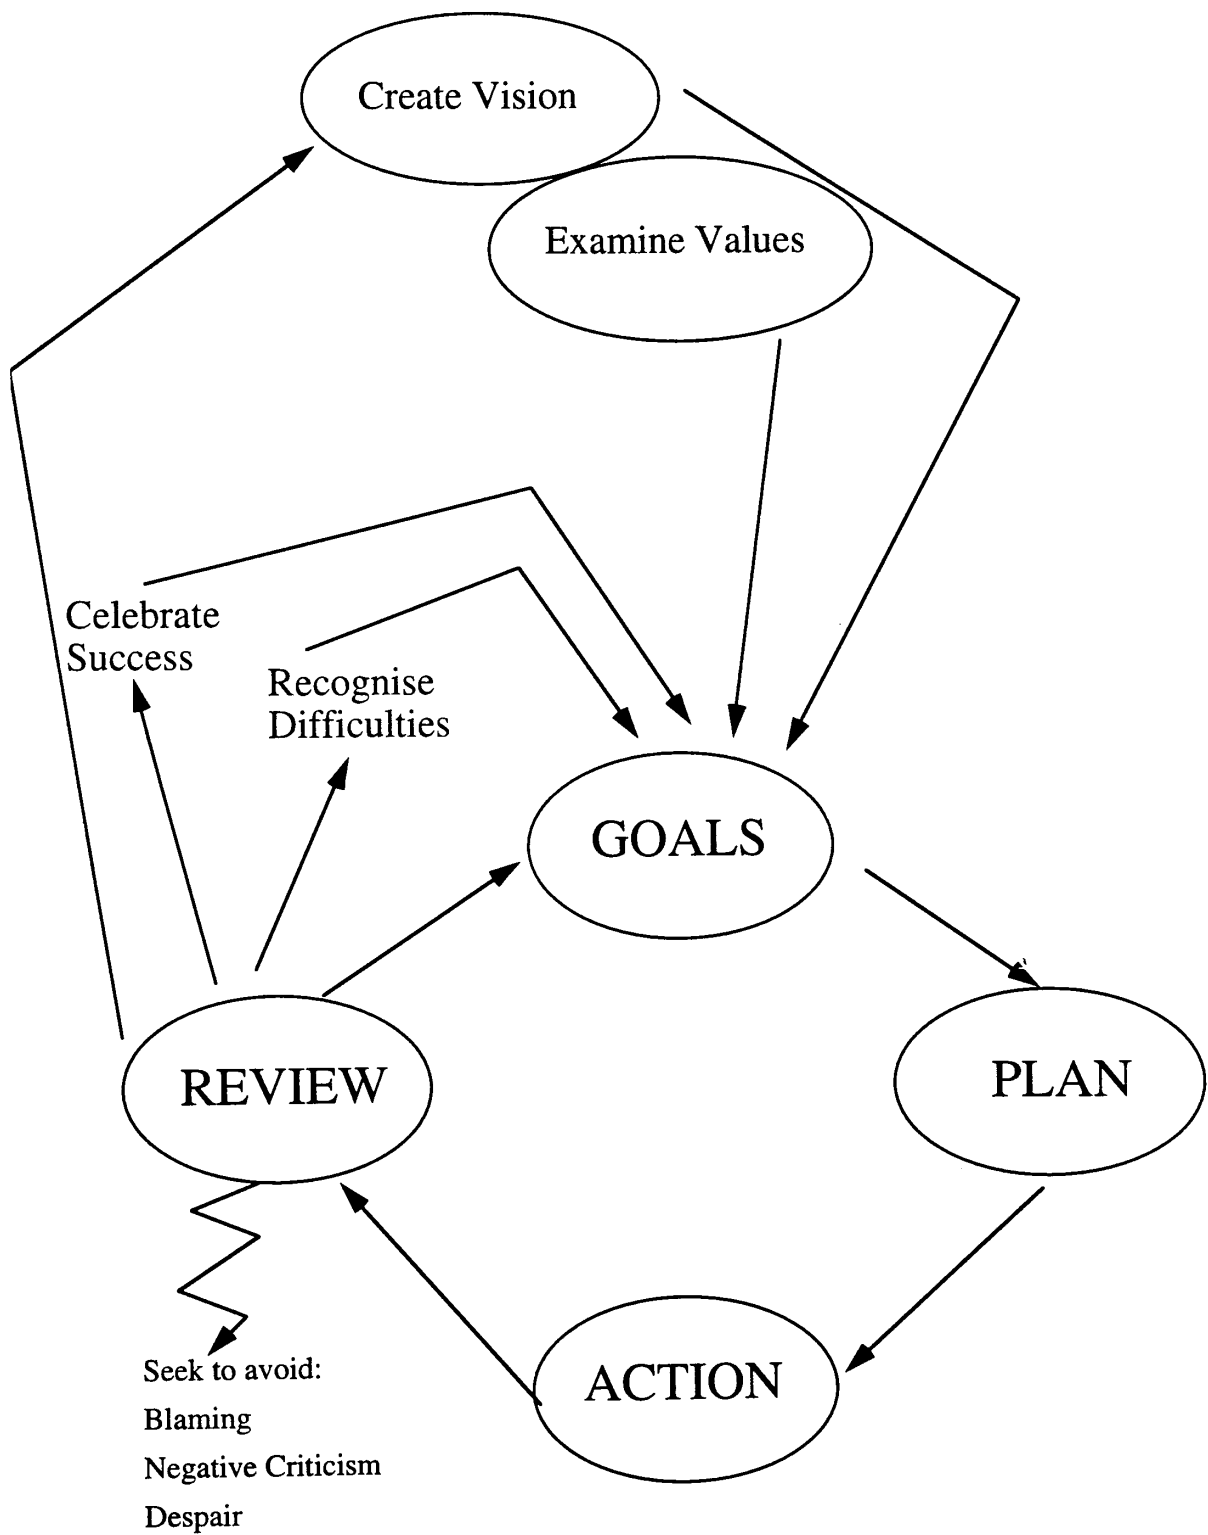 Create Vision
Examine Values
Celebrate
Success
Recognise
Difficulties
GOALS
REVIEW
PLAN
ACTION
Seek to avoid:
Blaming
Negative Criticism
Despair